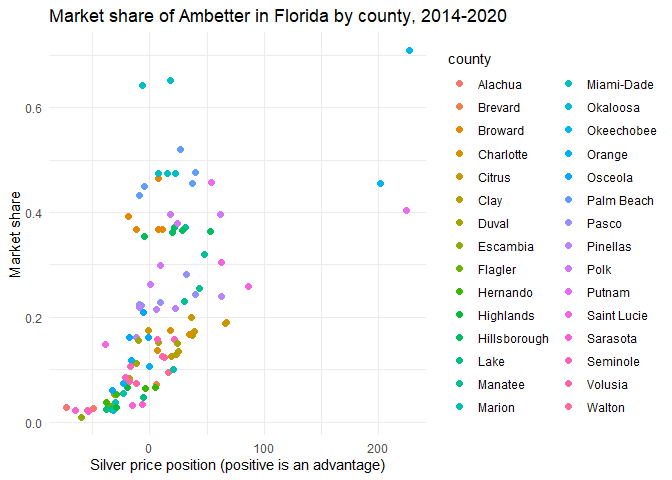 Market share of Ambetter in Florida by county, 2014-2020
Market share
0.6
0.4
0.2
0.0
0
100
200
Silver price position (positive is an advantage)
county
Alachua
Brevard
Broward
Charlotte
Citrus
Clay
Duval
Escambia
Flagler
Hernando
Highlands
Hillsborough
Lake
Manatee
Marion
Miami-Dade
Okaloosa
Okeechobee
Orange
Osceola
Palm Beach
Pasco
Pinellas
Polk
Putnam
Saint Lucie
Sarasota
Seminole
Volusia
Walton